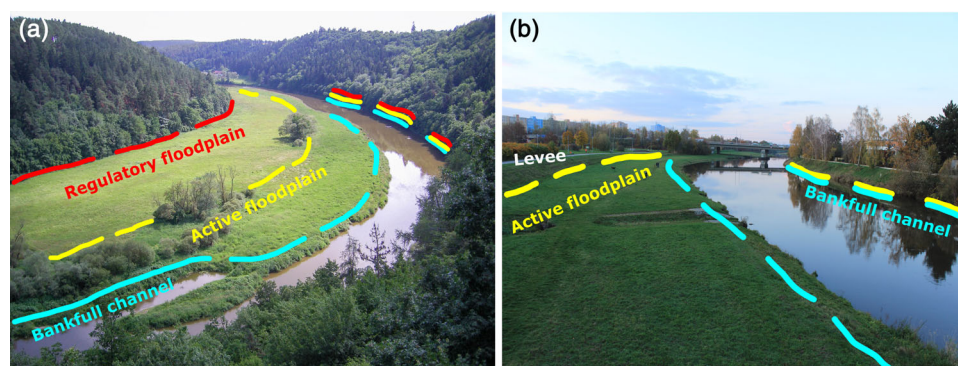 (a)
Regulatory floodplain
Active floodplain
Bankfull channel
(b)
Levee
Active floodplain
Bankfull channel